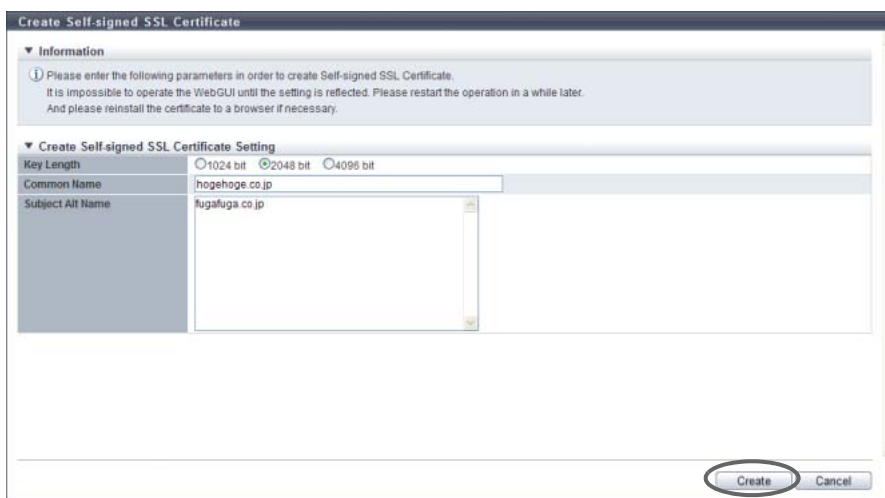 Create Self-signed SSL Certificate
▼ Information
Please enter the following parameters in order to create Self-signed SSL Certificate.
It is impossible to operate the WebGUI until the setting is reflected. Please restart the operation in a while later.
And please reinstall the certificate to a browser if necessary.
▼ Create Self-signed SSL Certificate Setting
Key Length 1024 bit 2048 bit 4096 bit
Common Name hogehoge.co.jp
Subject Alt Name fugafuga.co.jp
Create Cancel